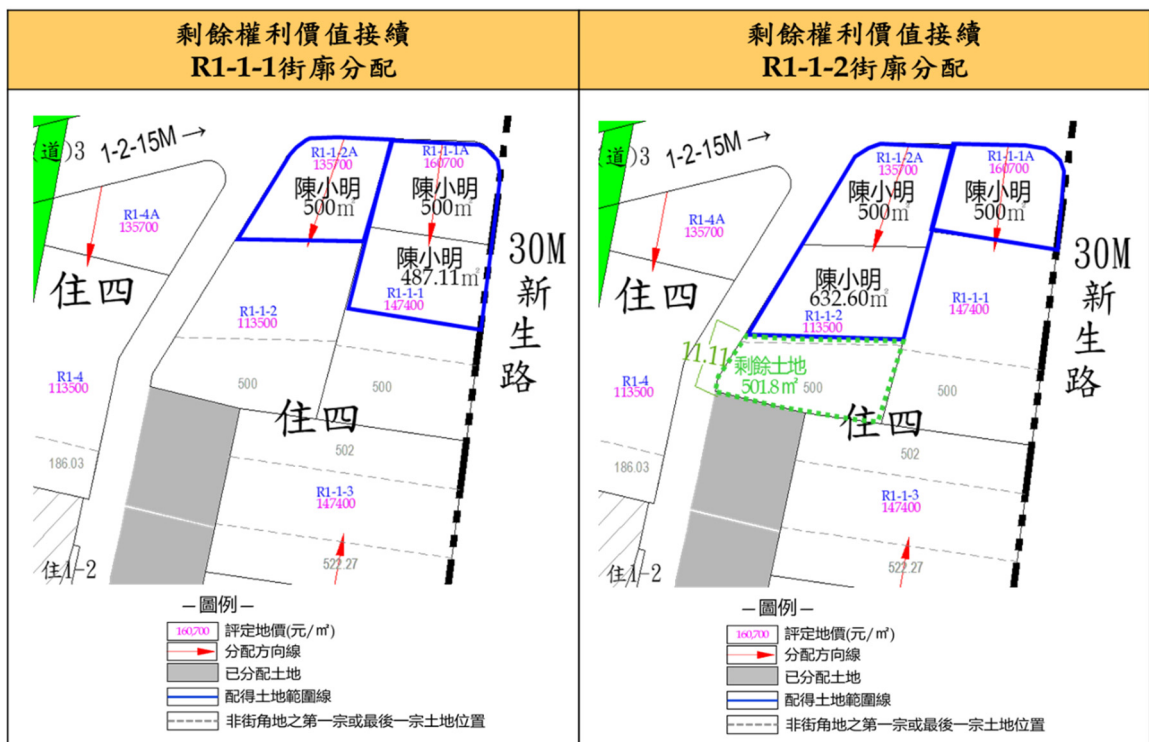 剩餘權利價值接續
R1-1-1街廓分配
剩餘權利價值接續
R1-1-2街廓分配
(道)3
1-2-15M →
R1-4A
135700
住四
R1-4
113500
186.03
住1-2
R1-1-2A
135700
陳小明
500㎡
R1-1-1A
160700
陳小明
500㎡
陳小明
487.11㎡
R1-1-1
147400
R1-1-2
113500
500
500
住四
502
R1-1-3
147400
522.27
30M
新
生
路
—圖例—
160,700 評定地價(元/㎡)
分配方向線
已分配土地
配得土地範圍線
非街角地之第一宗或最後一宗土地位置
道)3
1-2-15M →
R1-4A
135700
住四
R1-4
113500
186.03
住1-2
R1-1-2A
135700
陳小明
500㎡
R1-1-1A
160700
陳小明
500㎡
陳小明
632.60㎡
R1-1-2
113500
R1-1-1
147400
11.11
剩餘土地
501.8㎡
500
500
住四
502
R1-1-3
147400
522.27
30M
新
生
路
—圖例—
160,700 評定地價(元/㎡)
分配方向線
已分配土地
配得土地範圍線
非街角地之第一宗或最後一宗土地位置